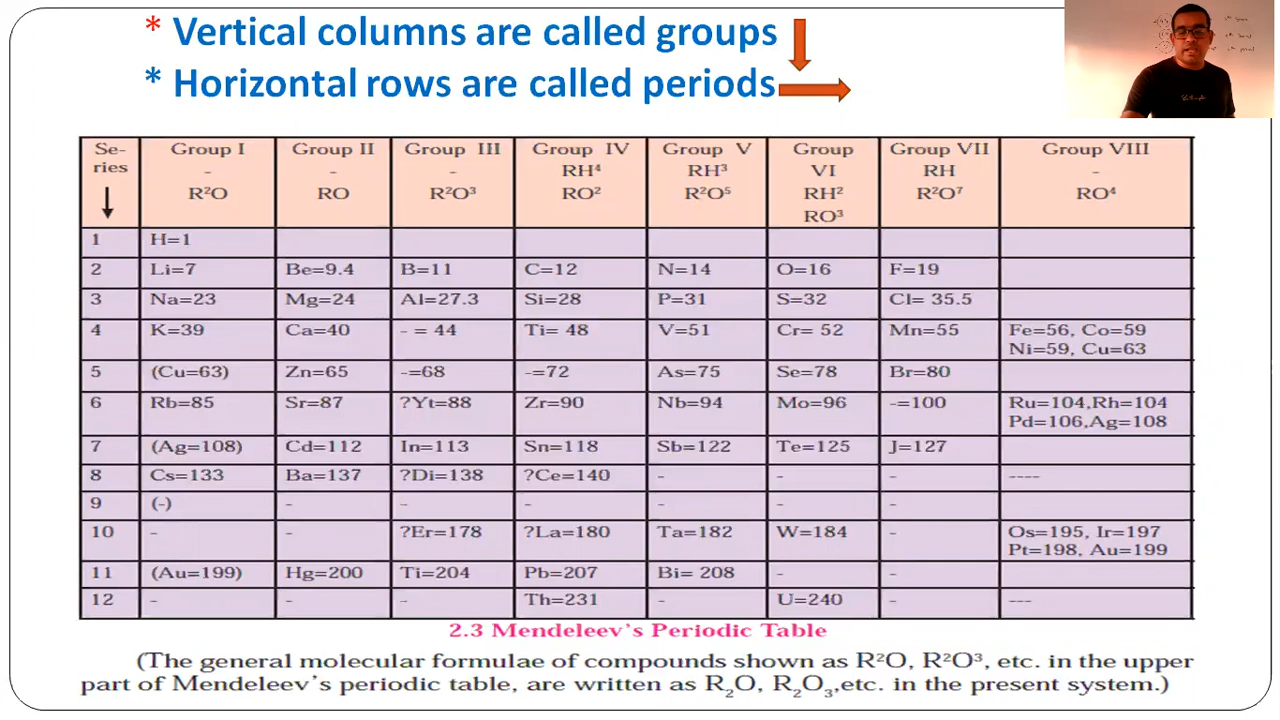 * Vertical columns are called groups
* Horizontal rows are called periods
Se-ries ↓ | Group I - R²O | Group II - RO | Group III - R²O³ | Group IV RH⁴ RO² | Group V RH³ R²O⁵ | Group VI RH² RO³ | Group VII RH R²O⁷ | Group VIII - RO⁴
1 H=1
2 Li=7 Be=9.4 B=11 C=12 N=14 O=16 F=19
3 Na=23 Mg=24 Al=27.3 Si=28 P=31 S=32 Cl= 35.5
4 K=39 Ca=40 - = 44 Ti= 48 V=51 Cr= 52 Mn=55 Fe=56, Co=59
Ni=59, Cu=63
5 (Cu=63) Zn=65 -=68 -=72 As=75 Se=78 Br=80
6 Rb=85 Sr=87 ?Yt=88 Zr=90 Nb=94 Mo=96 -=100 Ru=104,Rh=104
Pd=106,Ag=108
7 (Ag=108) Cd=112 In=113 Sn=118 Sb=122 Te=125 J=127
8 Cs=133 Ba=137 ?Di=138 ?Ce=140 - - - ----
9 (-) - - - - - -
10 - - ?Er=178 ?La=180 Ta=182 W=184 - Os=195, Ir=197
Pt=198, Au=199
11 (Au=199) Hg=200 Ti=204 Pb=207 Bi= 208 - -
12 - - - Th=231 - U=240 - ---
2.3 Mendeleev's Periodic Table
(The general molecular formulae of compounds shown as R²O, R²O³, etc. in the upper
part of Mendeleev's periodic table, are written as R₂O, R₂O₃,etc. in the present system.)